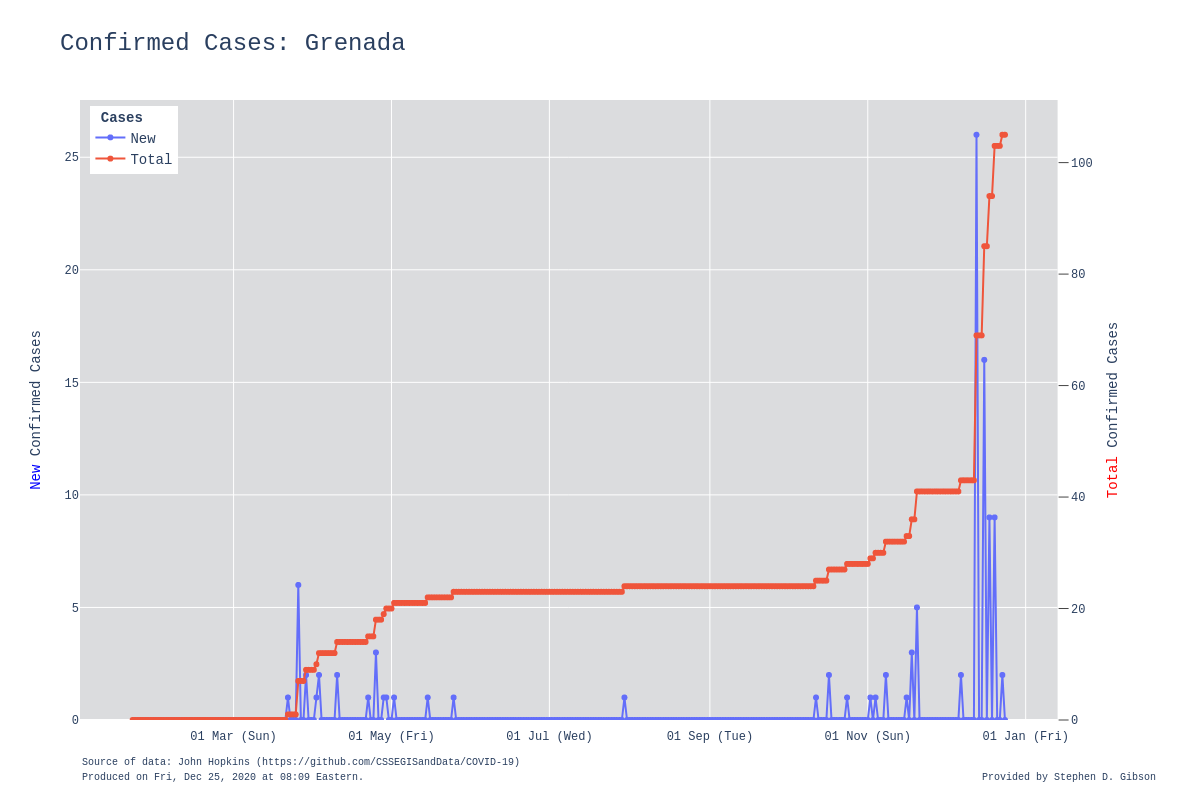 Confirmed Cases: Grenada
Cases
New
Total
25
20
15
10
5
0
New Confirmed Cases
100
80
60
40
20
0
Total Confirmed Cases
01 Mar (Sun)
01 May (Fri)
01 Jul (Wed)
01 Sep (Tue)
01 Nov (Sun)
01 Jan (Fri)
Source of data: John Hopkins (https://github.com/CSSEGISandData/COVID-19)
Produced on Fri, Dec 25, 2020 at 08:09 Eastern.
Provided by Stephen D. Gibson